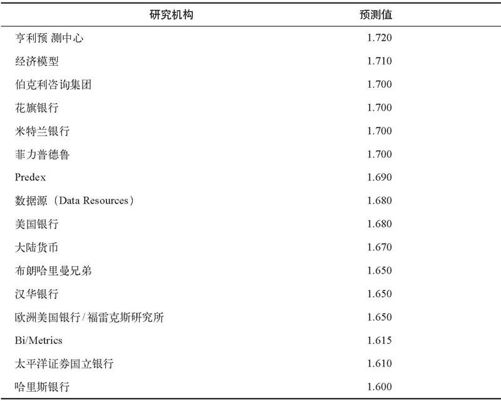 研究机构 预测值
亨利预 测中心 1.720
经济模型 1.710
伯克利咨询集团 1.700
花旗银行 1.700
米特兰银行 1.700
菲力普德鲁 1.700
Predex 1.690
数据源（Data Resources） 1.680
美国银行 1.680
大陆货币 1.670
布朗哈里曼兄弟 1.650
汉华银行 1.650
欧洲美国银行/福雷克斯研究所 1.650
Bi/Metrics 1.615
太平洋证券国立银行 1.610
哈里斯银行 1.600